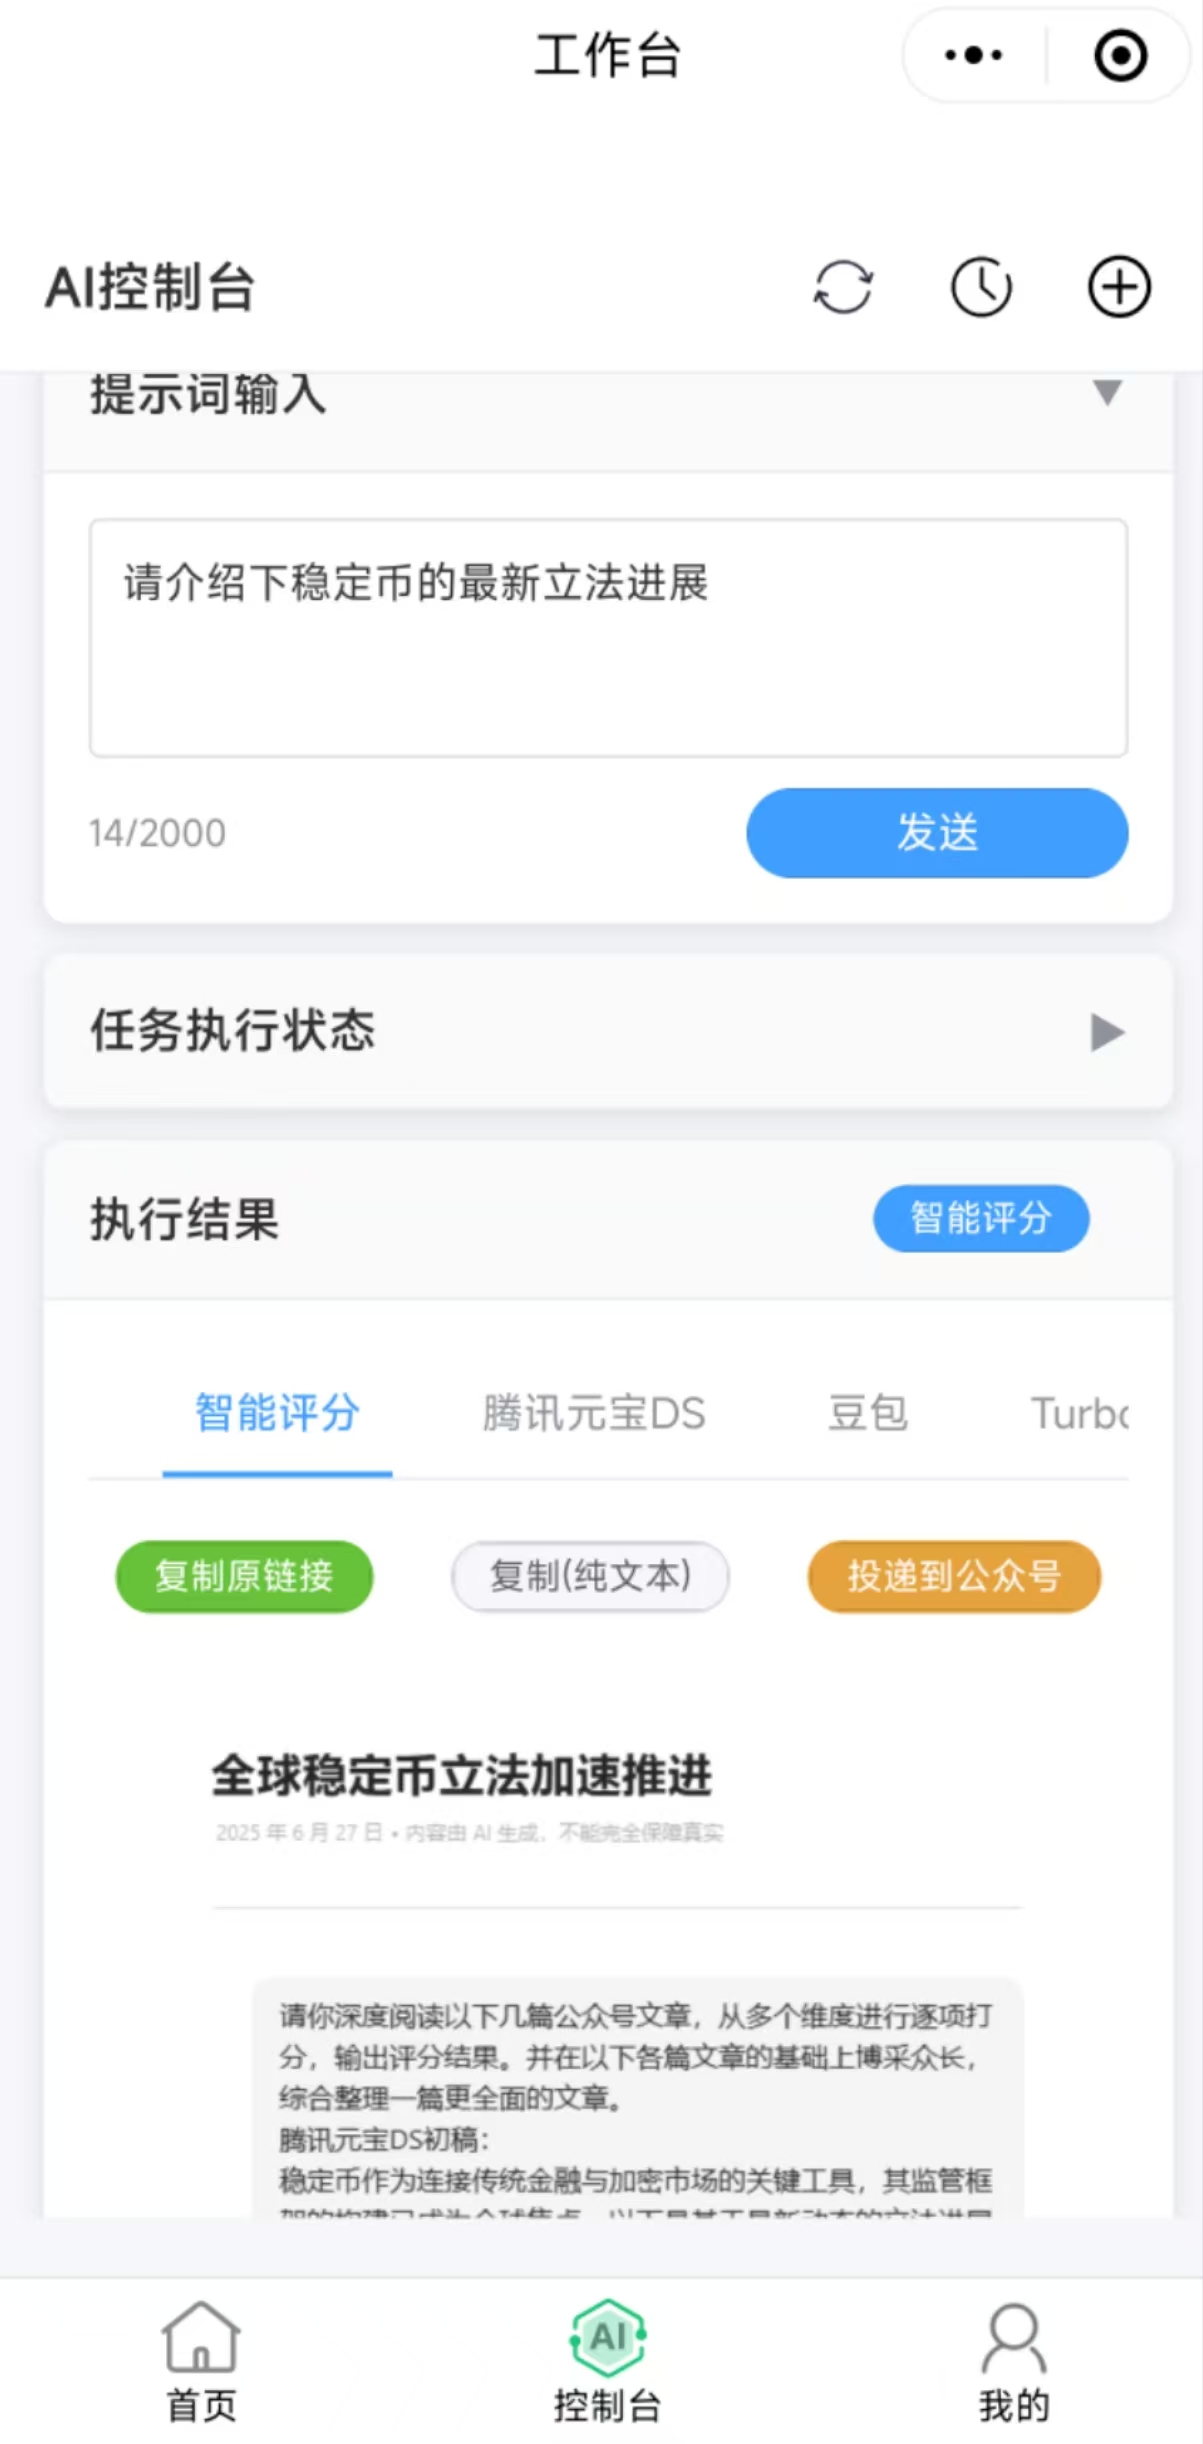 工作台
AI控制台
提示词输入
请介绍下稳定币的最新立法进展
14/2000
发送
任务执行状态
执行结果
智能评分
智能评分 腾讯元宝DS 豆包 Turbo
复制原链接 复制(纯文本) 投递到公众号
全球稳定币立法加速推进
2025 年 6 月 27 日 • 内容由 AI 生成，不能完全保障真实
请你深度阅读以下几篇公众号文章，从多个维度进行逐项打
分，输出评分结果。并在以下各篇文章的基础上博采众长，
综合整理一篇更全面的文章。
腾讯元宝DS初稿：
稳定币作为连接传统金融与加密市场的关键工具，其监管框
AI
首页 控制台 我的